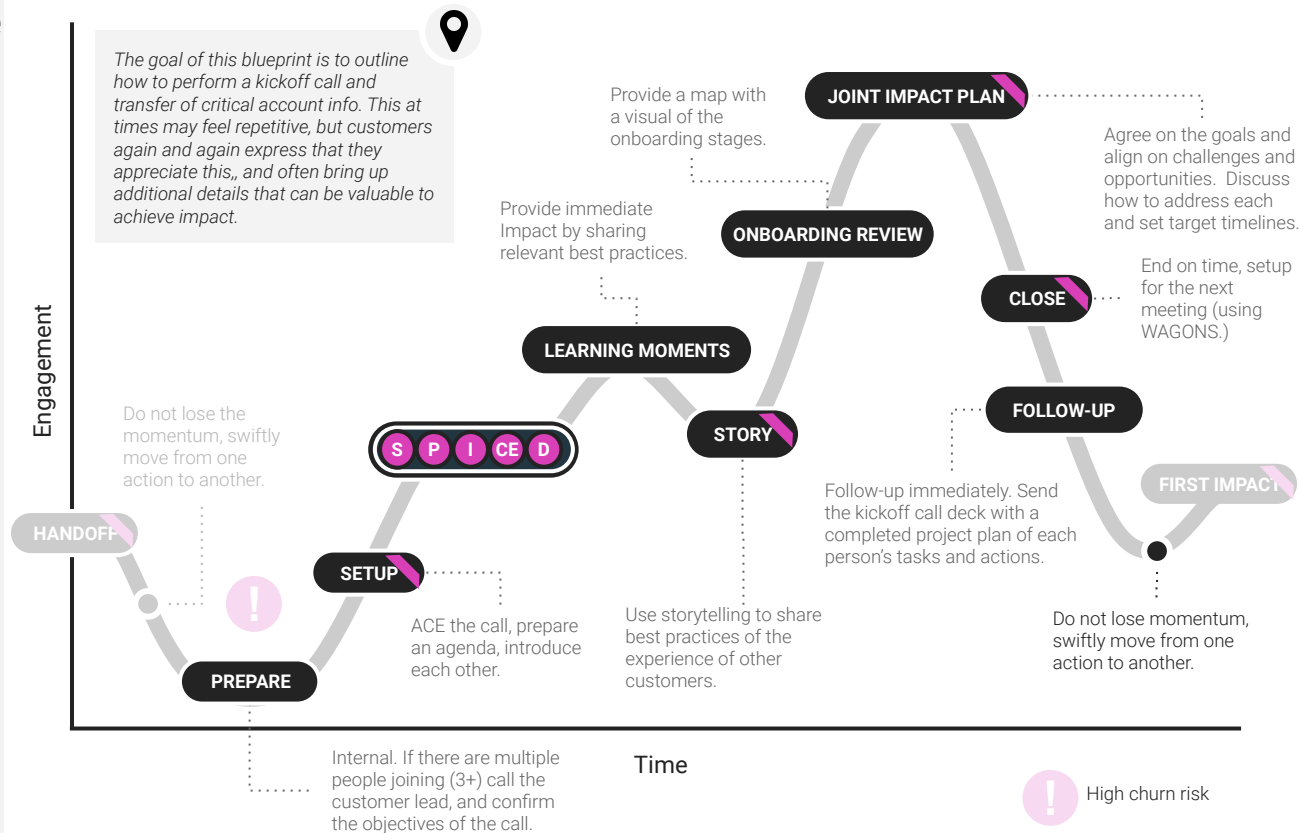 The goal of this blueprint is to outline
how to perform a kickoff call and
transfer of critical account info. This at
times may feel repetitive, but customers
again and again express that they
appreciate this,, and often bring up
additional details that can be valuable to
achieve impact.
Engagement
HANDOFF
Do not lose the
momentum, swiftly
move from one
action to another.
!
PREPARE
Internal. If there are multiple
people joining (3+) call the
customer lead, and confirm
the objectives of the call.
SETUP
ACE the call, prepare
an agenda, introduce
each other.
S P I CE D
LEARNING MOMENTS
Provide immediate
Impact by sharing
relevant best practices.
STORY
Use storytelling to share
best practices of the
experience of other
customers.
ONBOARDING REVIEW
Provide a map with
a visual of the
onboarding stages.
JOINT IMPACT PLAN
Agree on the goals and
align on challenges and
opportunities. Discuss
how to address each
and set target timelines.
CLOSE
End on time, setup
for the next
meeting (using
WAGONS.)
FOLLOW-UP
Follow-up immediately. Send
the kickoff call deck with a
completed project plan of each
person's tasks and actions.
FIRST IMPACT
Do not lose momentum,
swiftly move from one
action to another.
Time
! High churn risk